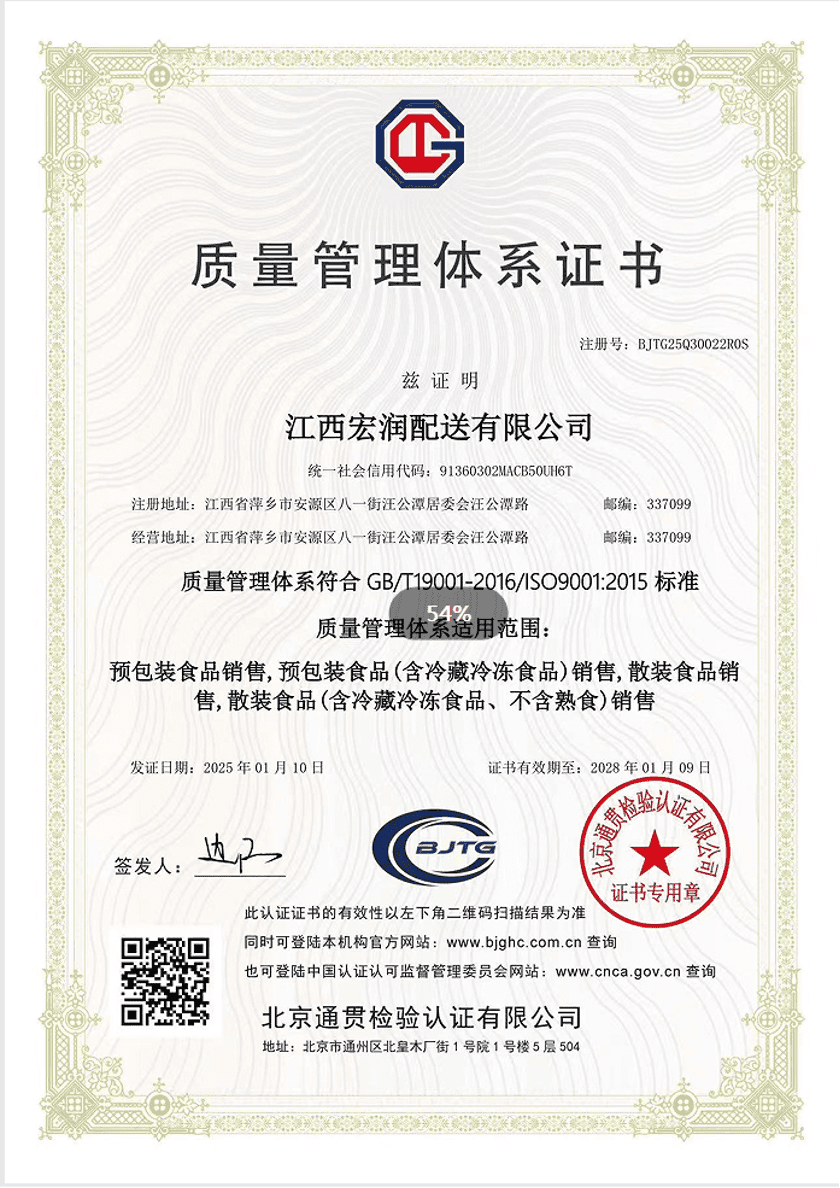 质量管理体系证书
注册号：BJTG25Q30022R0S
兹证明
江西宏润配送有限公司
统一社会信用代码：91360302MACB50UH6T
注册地址：江西省萍乡市安源区八一街汪公潭居委会汪公潭路 邮编：337099
经营地址：江西省萍乡市安源区八一街汪公潭居委会汪公潭路 邮编：337099
质量管理体系符合 GB/T19001-2016/ISO9001:2015 标准
54%
质量管理体系适用范围：
预包装食品销售,预包装食品(含冷藏冷冻食品)销售,散装食品销
售,散装食品(含冷藏冷冻食品、不含熟食)销售
发证日期：2025 年 01 月 10 日 证书有效期至：2028 年 01 月 09 日
北京通贯检验认证有限公司
证书专用章
BJTG
签发人：
此认证证书的有效性以左下角二维码扫描结果为准
同时可登陆本机构官方网站：www.bjghc.com.cn 查询
也可登陆中国认证认可监督管理委员会网站：www.cnca.gov.cn 查询
北京通贯检验认证有限公司
地址：北京市通州区北皇木厂街 1 号院 1 号楼 5 层 504